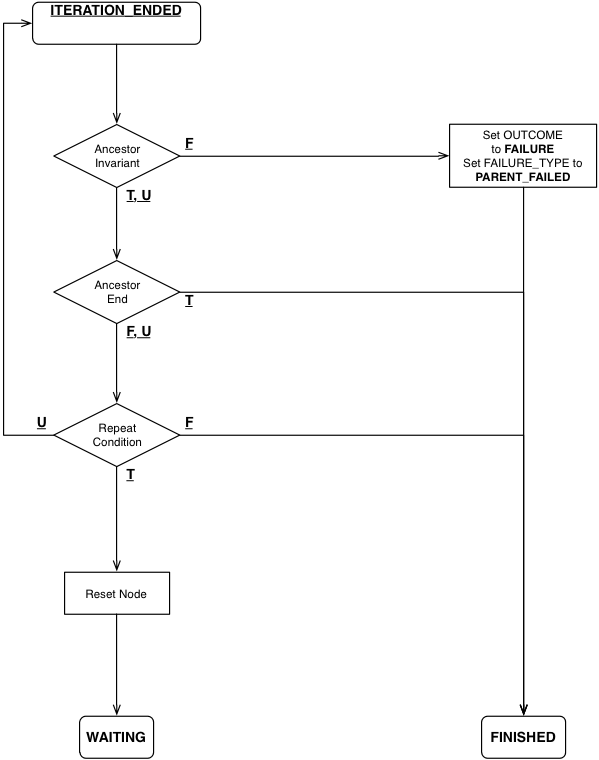 ITERATION_ENDED
Ancestor
Invariant
F
Set OUTCOME
to FAILURE
Set FAILURE_TYPE to
PARENT_FAILED
T, U
Ancestor
End
T
F, U
U
Repeat
Condition
F
T
Reset Node
WAITING
FINISHED